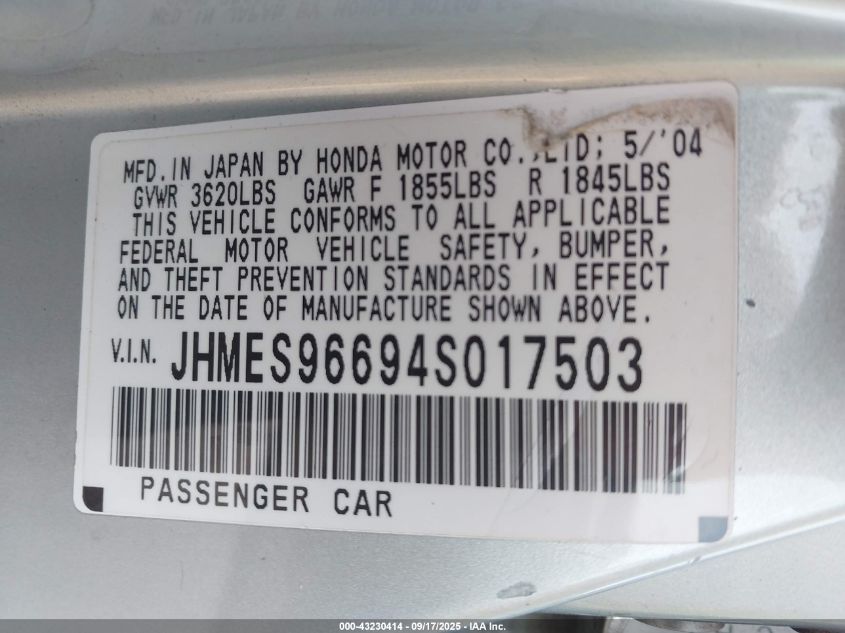 MFD.IN JAPAN BY HONDA MOTOR CO.,LTD; 5/'04
GVWR 3620LBS GAWR F 1855LBS R 1845LBS
THIS VEHICLE CONFORMS TO ALL APPLICABLE
FEDERAL MOTOR VEHICLE SAFETY, BUMPER,
AND THEFT PREVENTION STANDARDS IN EFFECT
ON THE DATE OF MANUFACTURE SHOWN ABOVE.
V.I.N. JHMES96694S017503
PASSENGER CAR
000-43230414 - 09/17/2025 - IAA Inc.